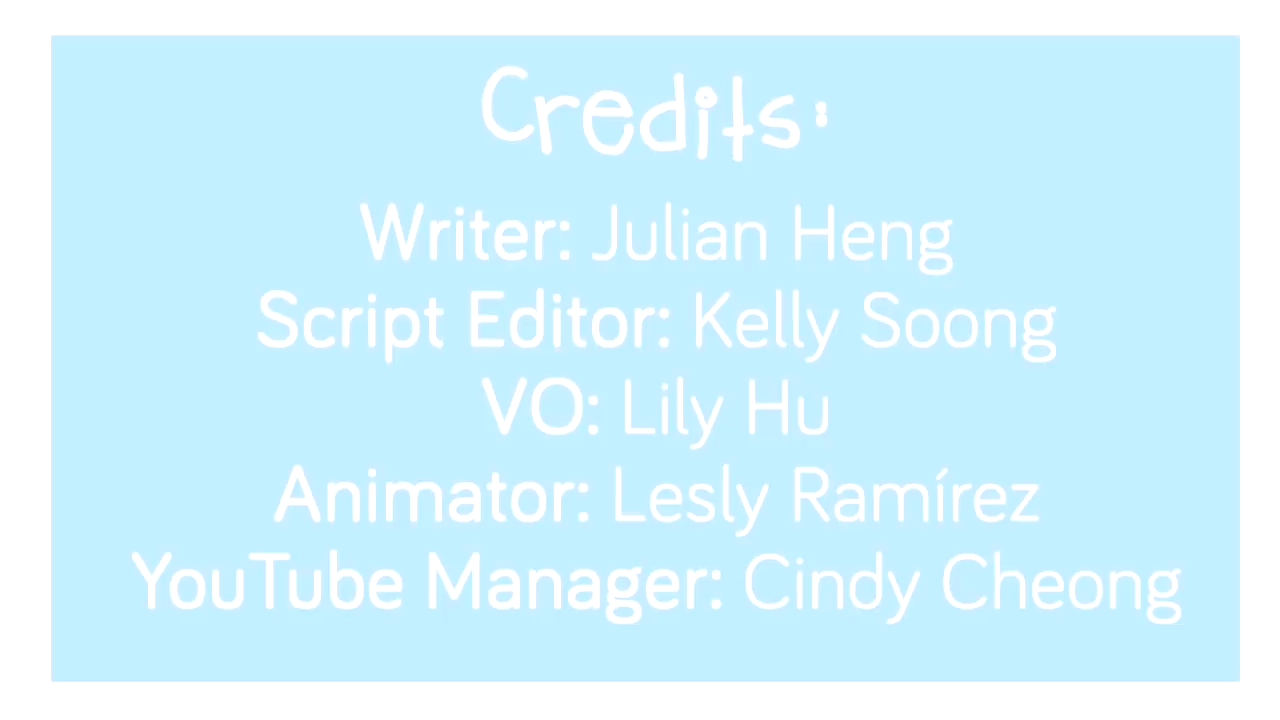 Credits:
Writer: Julian Heng
Script Editor: Kelly Soong
VO: Lily Hu
Animator: Lesly Ramírez
YouTube Manager: Cindy Cheong